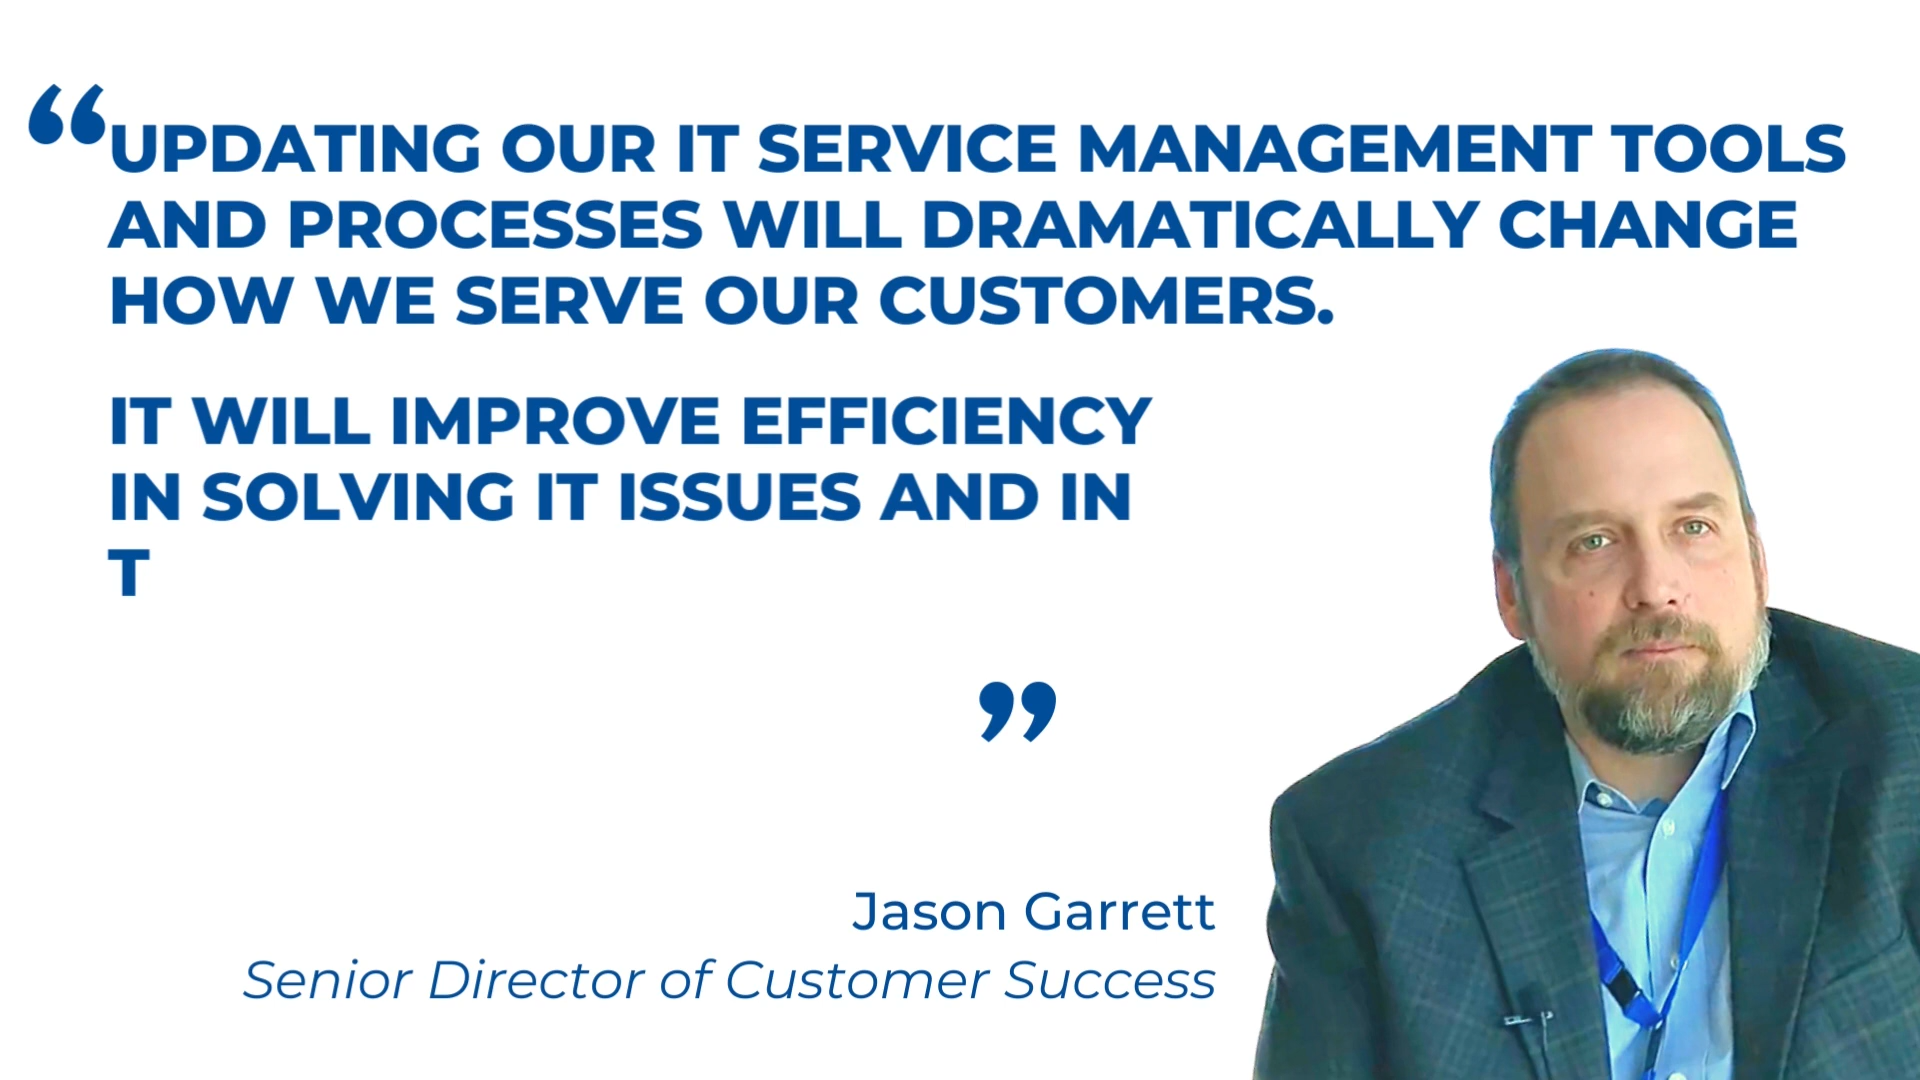 “UPDATING OUR IT SERVICE MANAGEMENT TOOLS
AND PROCESSES WILL DRAMATICALLY CHANGE
HOW WE SERVE OUR CUSTOMERS.
IT WILL IMPROVE EFFICIENCY
IN SOLVING IT ISSUES AND IN
T
”
Jason Garrett
Senior Director of Customer Success